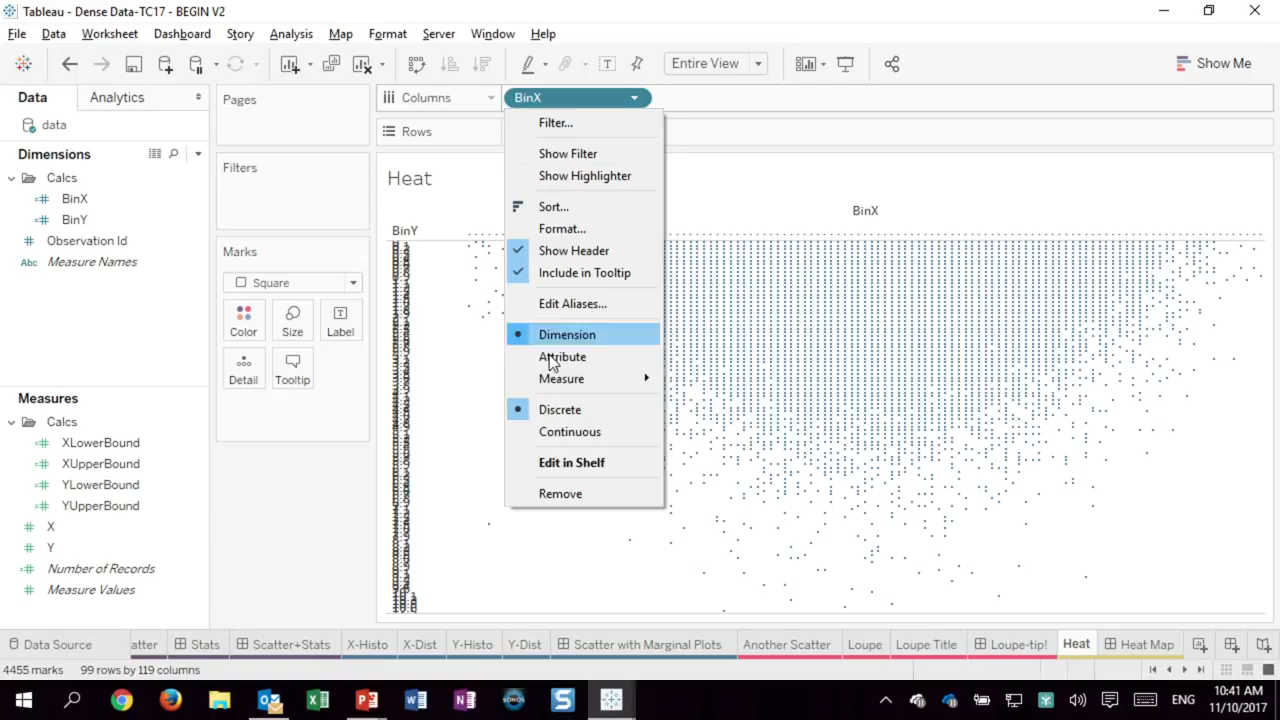 Tableau - Dense Data-TC17 - BEGIN V2
File Data Worksheet Dashboard Story Analysis Map Format Server Window Help
Entire View
Show Me
Data
Analytics
data
Dimensions
Calcs
BinX
BinY
Observation Id
Abc Measure Names
Measures
Calcs
XLowerBound
XUpperBound
YLowerBound
YUpperBound
X
Y
Number of Records
Measure Values
Pages
Filters
Marks
Square
Color
Size
Label
Detail
Tooltip
Columns
BinX
Rows
Filter...
Show Filter
Show Highlighter
Sort...
Format...
Show Header
Include in Tooltip
Edit Aliases...
Dimension
Attribute
Measure
Discrete
Continuous
Edit in Shelf
Remove
Heat
BinX
BinY
Data Source
atter
Stats
Scatter+Stats
X-Histo
X-Dist
Y-Histo
Y-Dist
Scatter with Marginal Plots
Another Scatter
Loupe
Loupe Title
Loupe-tip!
Heat
Heat Map
4455 marks 99 rows by 119 columns
SONOS
ENG
10:41 AM
11/10/2017